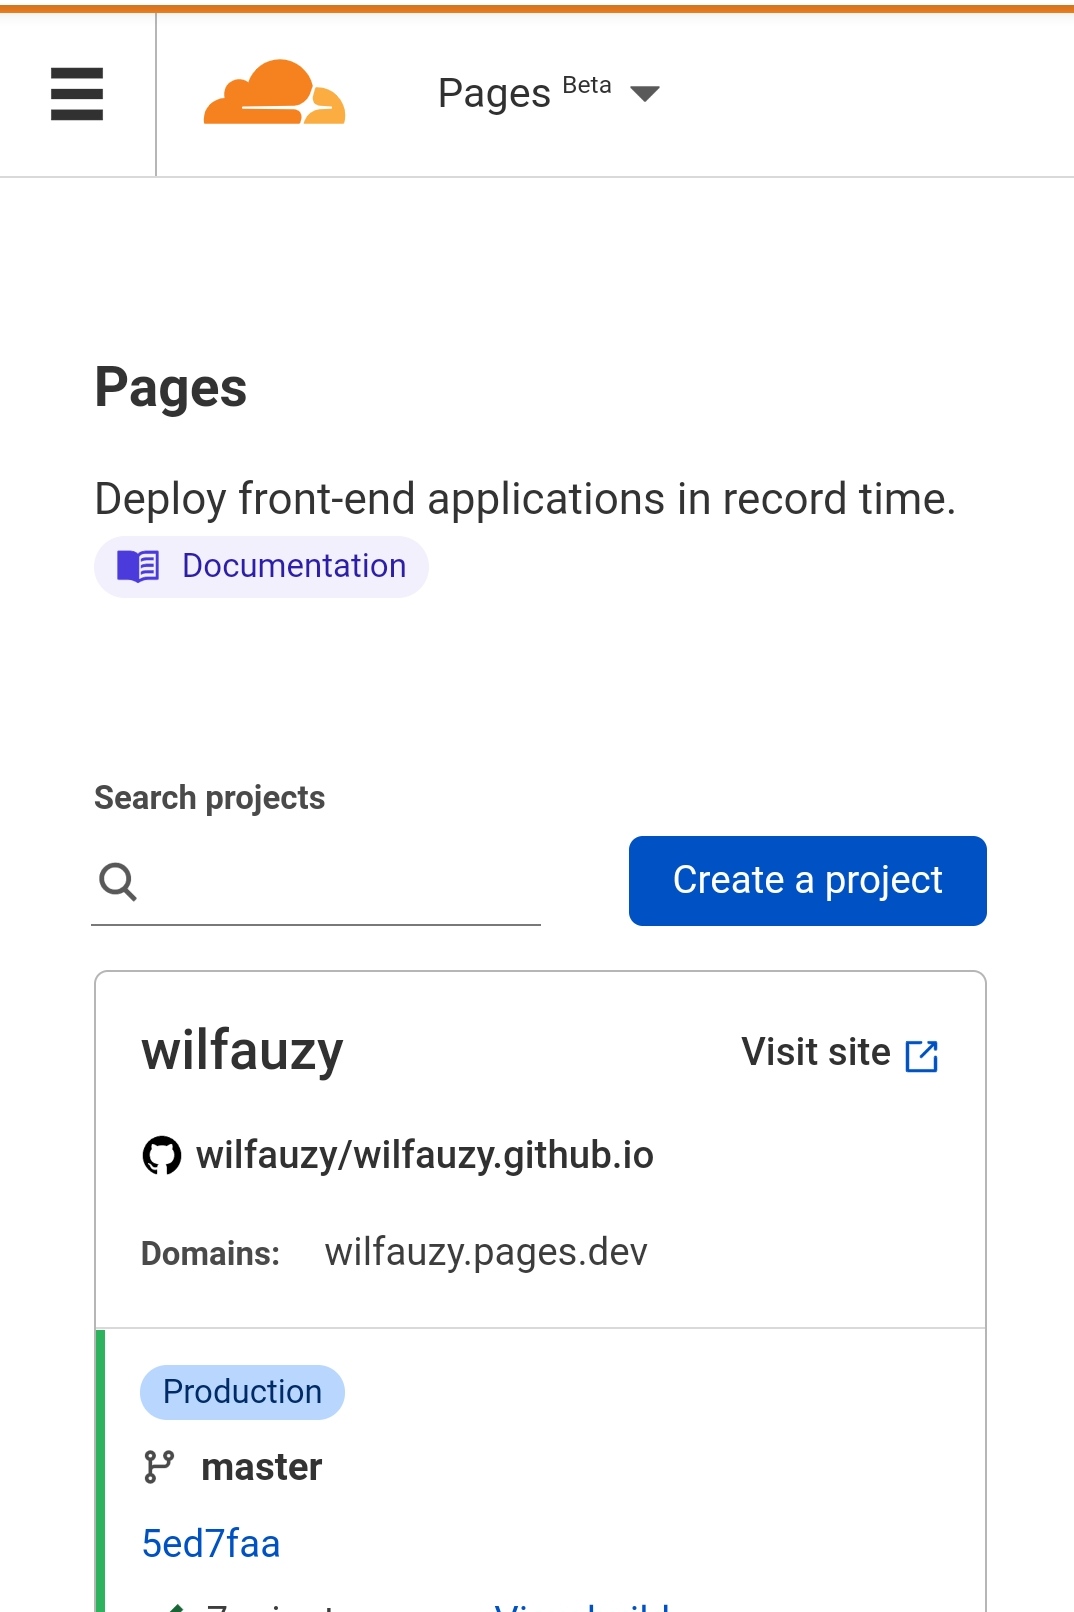 Pages Beta
Pages
Deploy front-end applications in record time.
Documentation
Search projects
Create a project
wilfauzy
Visit site
wilfauzy/wilfauzy.github.io
Domains: wilfauzy.pages.dev
Production
master
5ed7faa